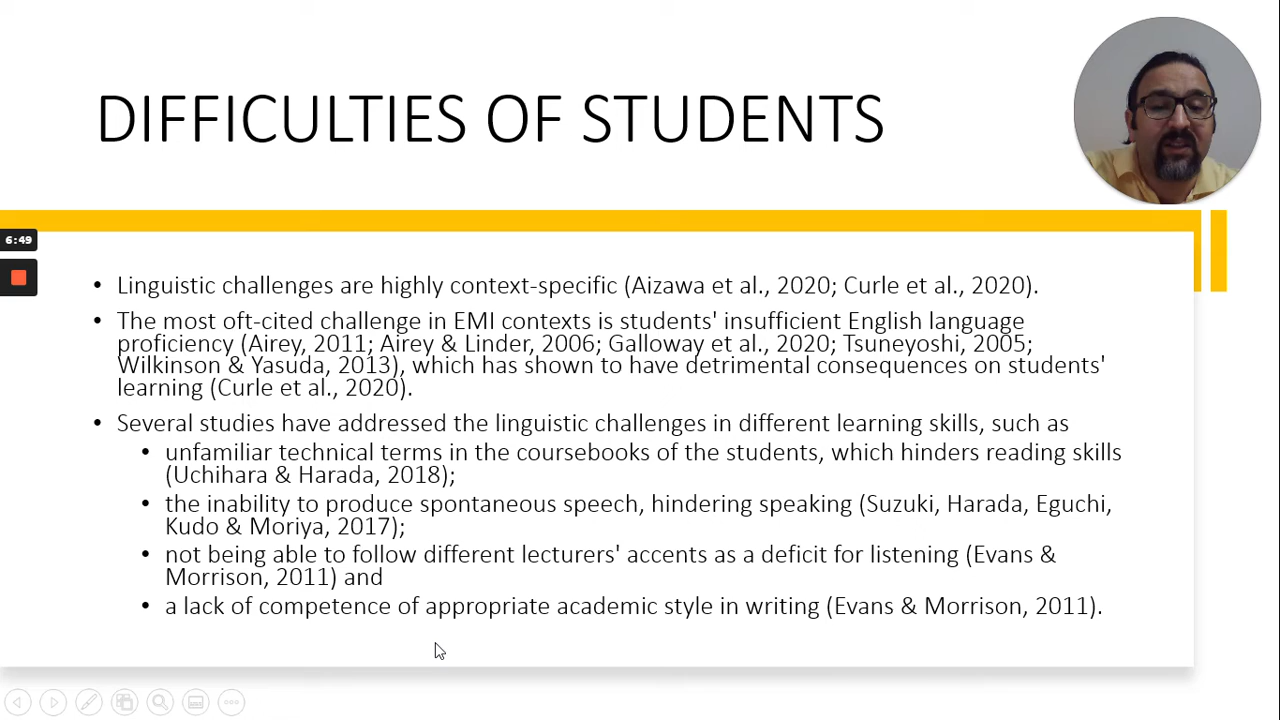 DIFFICULTIES OF STUDENTS
6:49
• Linguistic challenges are highly context-specific (Aizawa et al., 2020; Curle et al., 2020).
• The most oft-cited challenge in EMI contexts is students' insufficient English language
proficiency (Airey, 2011; Airey & Linder, 2006; Galloway et al., 2020; Tsuneyoshi, 2005;
Wilkinson & Yasuda, 2013), which has shown to have detrimental consequences on students'
learning (Curle et al., 2020).
• Several studies have addressed the linguistic challenges in different learning skills, such as
• unfamiliar technical terms in the coursebooks of the students, which hinders reading skills
(Uchihara & Harada, 2018);
• the inability to produce spontaneous speech, hindering speaking (Suzuki, Harada, Eguchi,
Kudo & Moriya, 2017);
• not being able to follow different lecturers' accents as a deficit for listening (Evans &
Morrison, 2011) and
• a lack of competence of appropriate academic style in writing (Evans & Morrison, 2011).